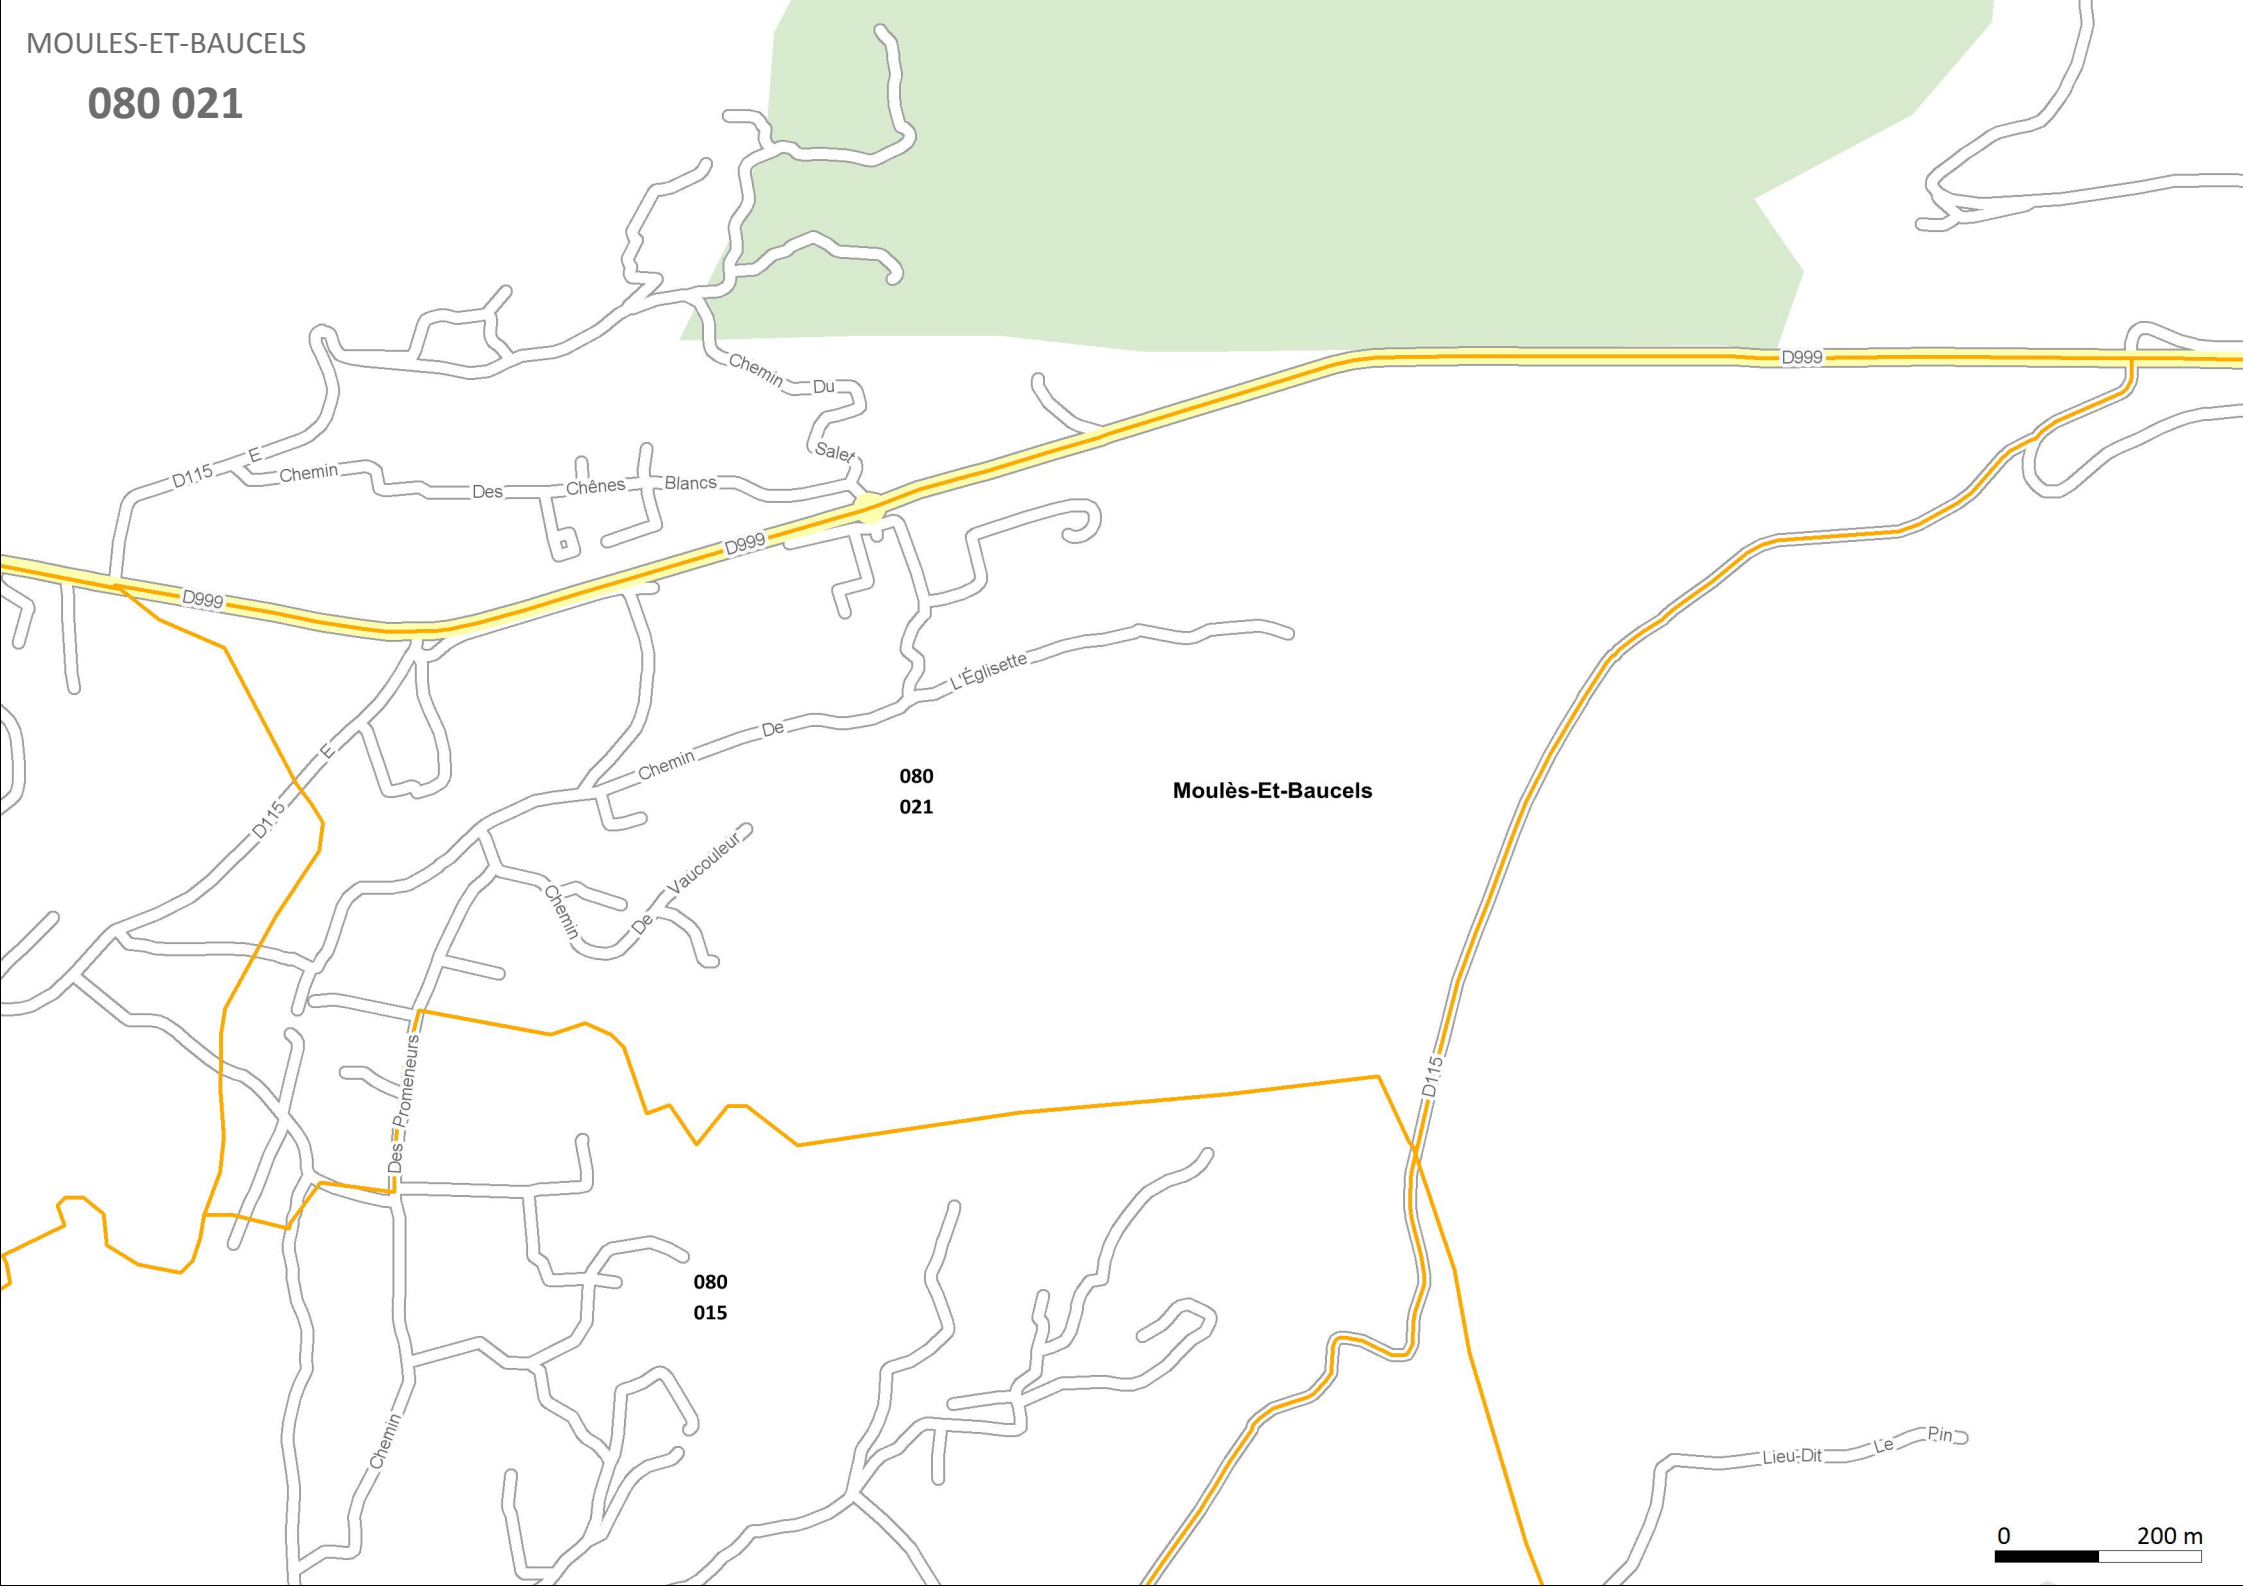 MOULES-ET-BAUCELS
080 021
D999
Chemin Du
Salet
E
D115
Chemin Des Chênes Blancs
D999
D999
L'Églisette
De
Chemin
E
D115
080
021
Moulès-Et-Baucels
Vaucouleur
De
Chemin
Promeneurs
Des
D115
080
015
Chemin
Lieu-Dit Le Pin
0 200 m